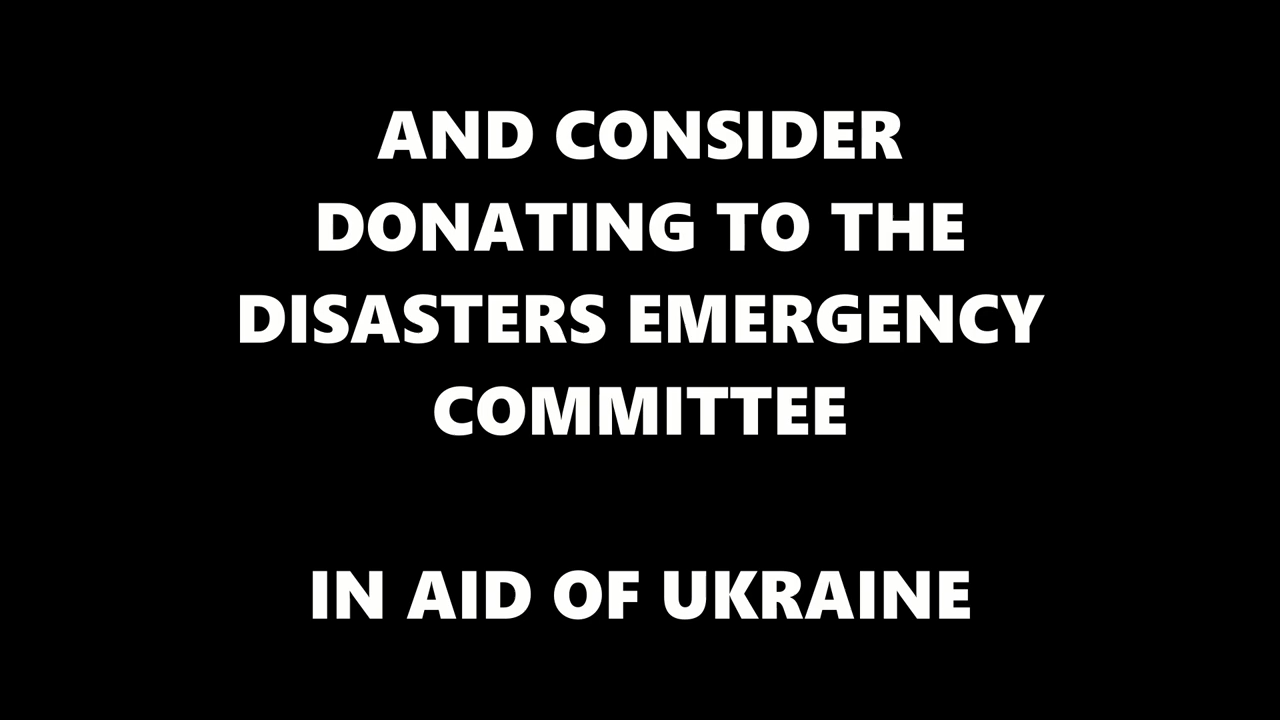 AND CONSIDER
DONATING TO THE
DISASTERS EMERGENCY
COMMITTEE
IN AID OF UKRAINE